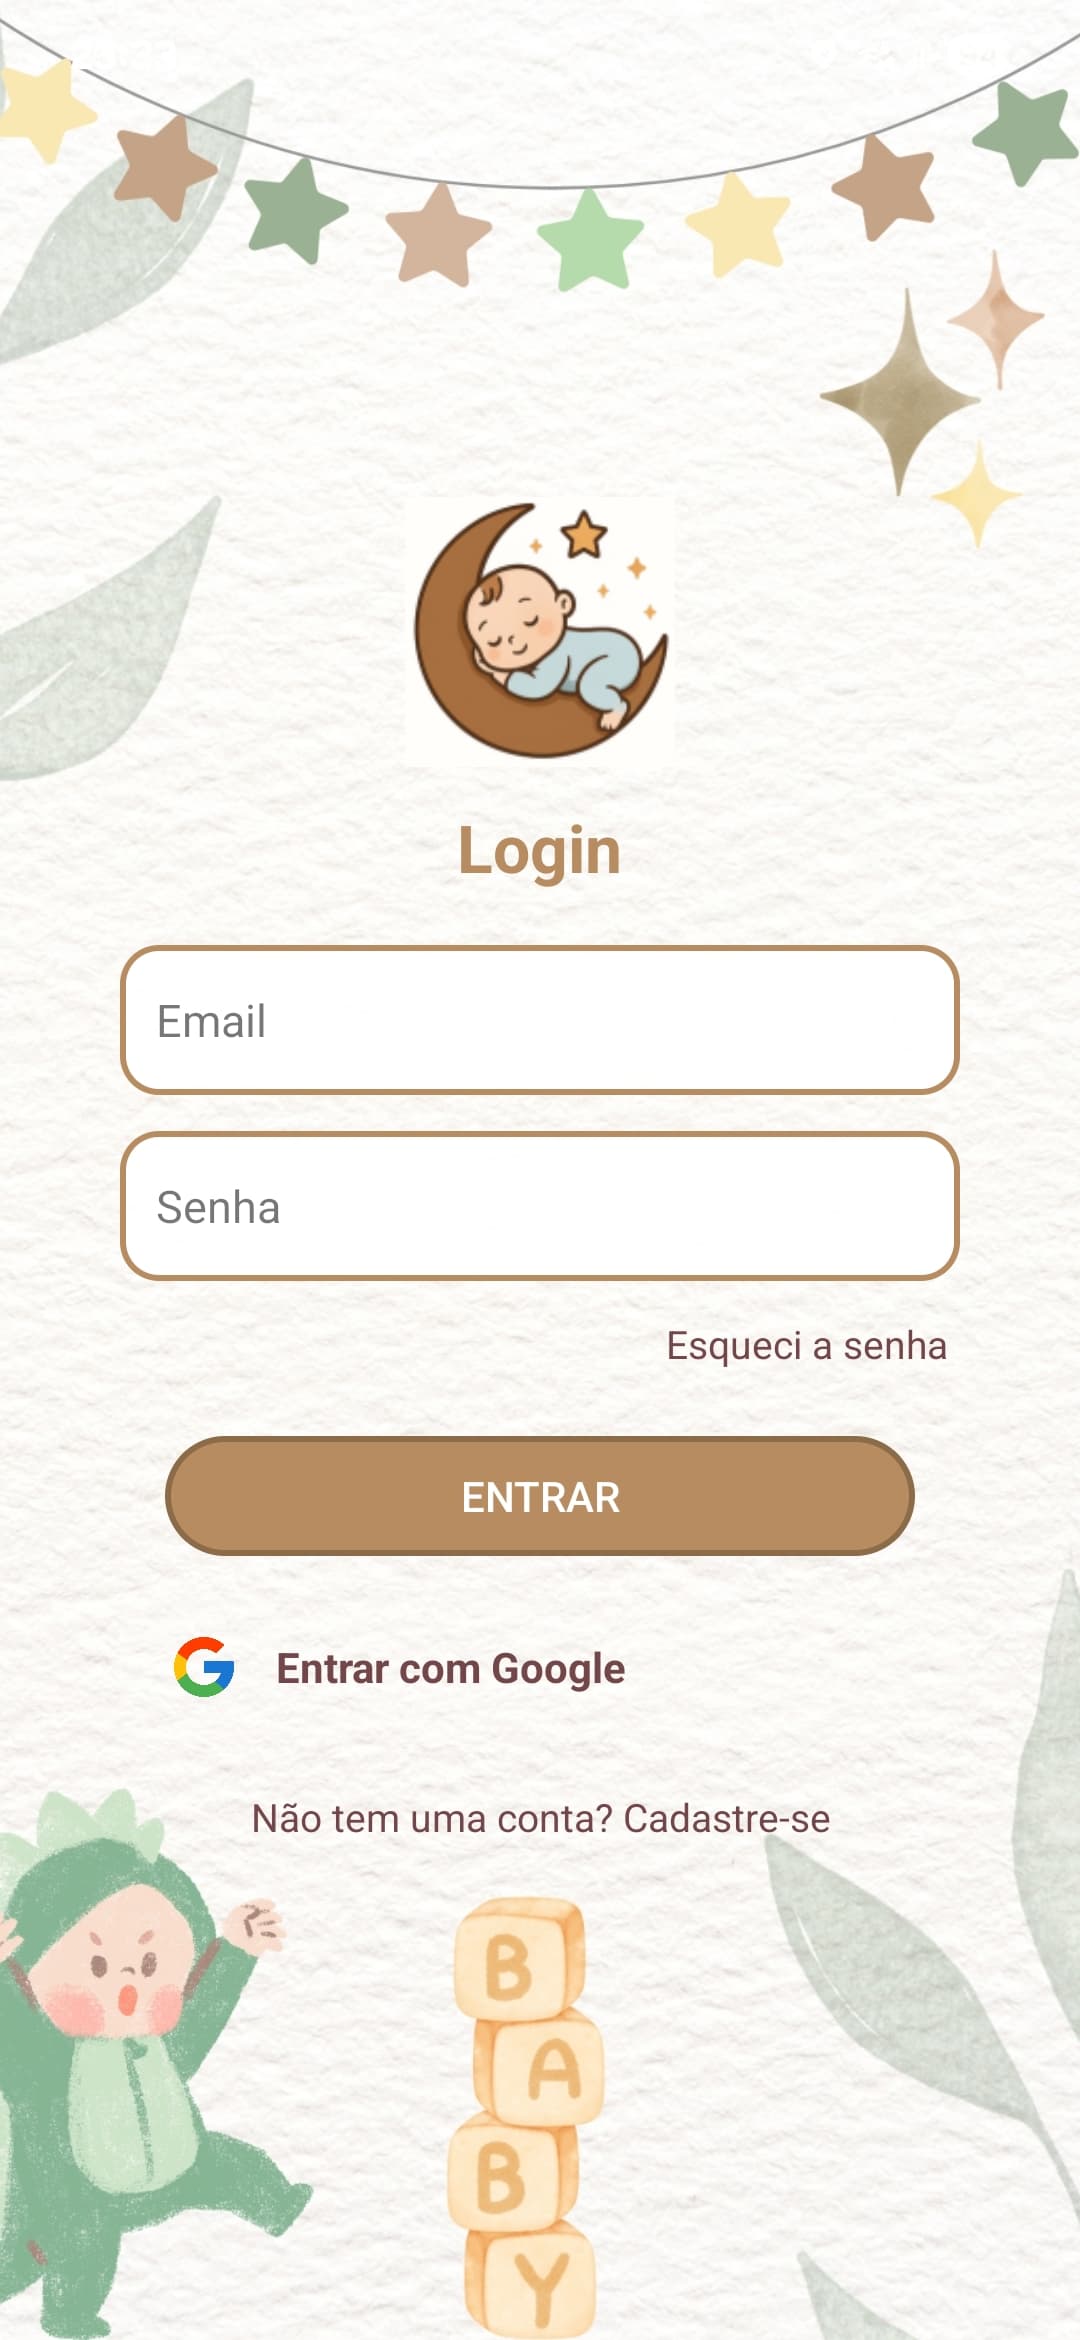 Login
Email
Senha
Esqueci a senha
ENTRAR
Entrar com Google
Não tem uma conta? Cadastre-se
B
A
B
Y